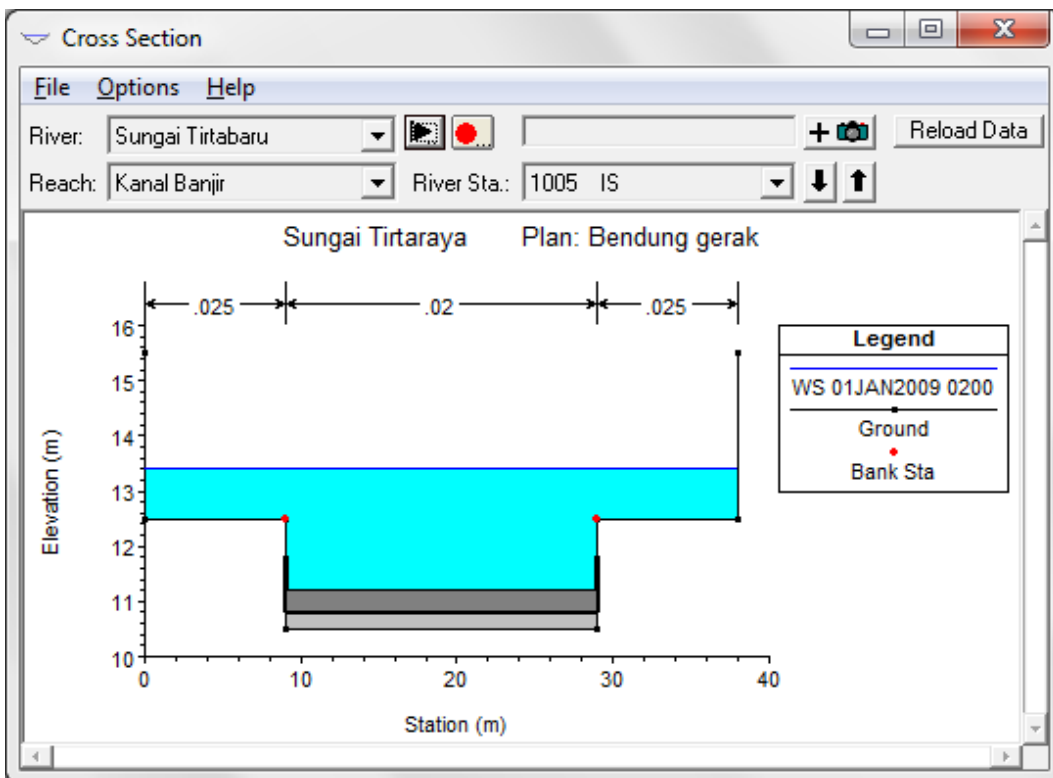 Cross Section
File Options Help
River: Sungai Tirtabaru
Reload Data
Reach: Kanal Banjir River Sta.: 1005 IS
Sungai Tirtaraya Plan: Bendung gerak
.025 .02 .025
16
15
14
13
12
11
10
Elevation (m)
0 10 20 30 40
Station (m)
Legend
WS 01JAN2009 0200
Ground
Bank Sta